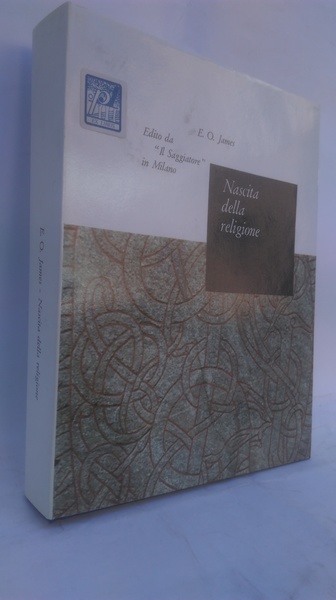 E. O. James
Edito da
"Il Saggiatore"
in Milano
Nascita
della
religione
E. O. James - Nascita della religione